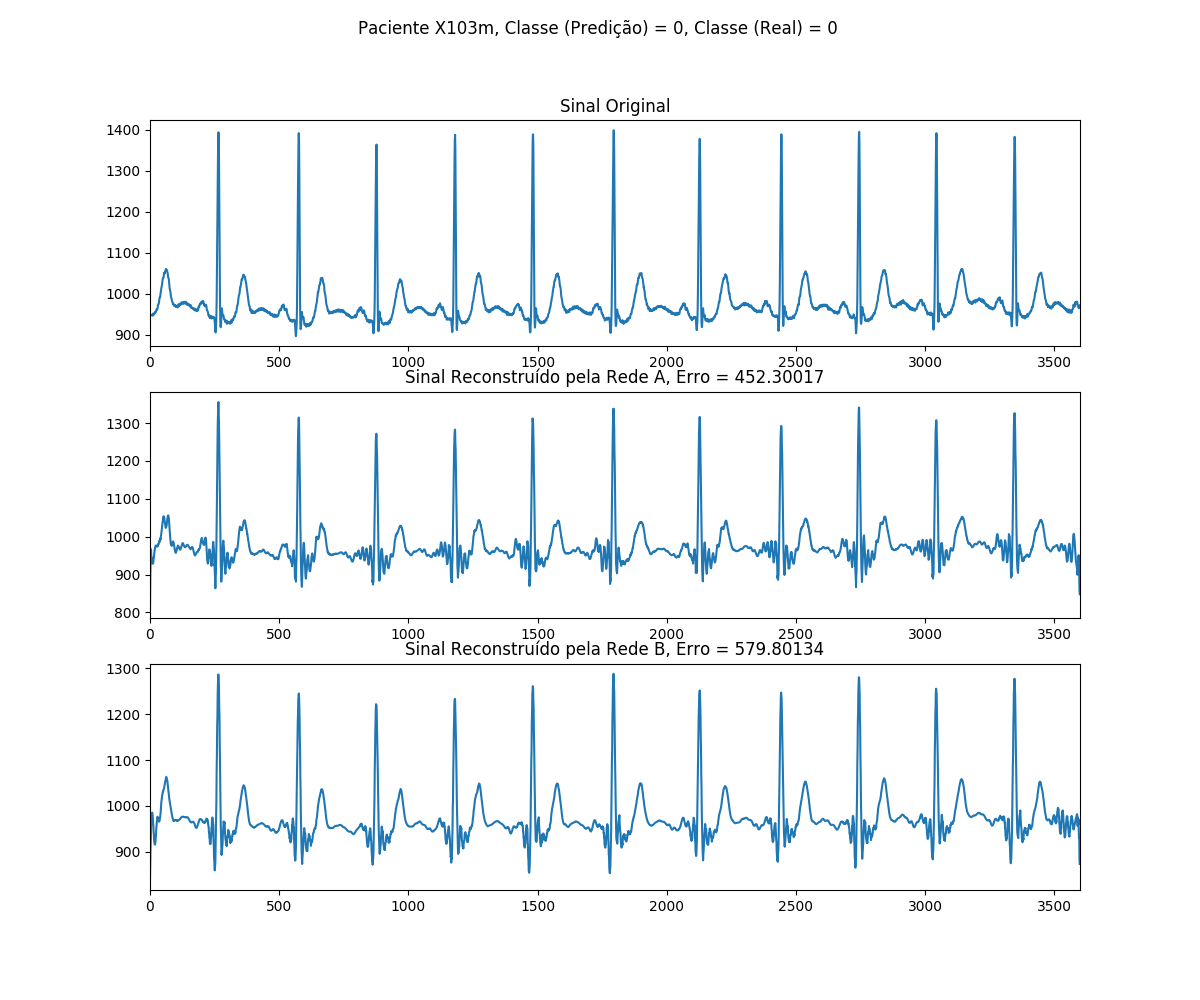 Paciente X103m, Classe (Predição) = 0, Classe (Real) = 0
Sinal Original
1400
1300
1200
1100
1000
900
0 500 1000 1500 2000 2500 3000 3500
Sinal Reconstruído pela Rede A, Erro = 452.30017
1300
1200
1100
1000
900
800
0 500 1000 1500 2000 2500 3000 3500
Sinal Reconstruído pela Rede B, Erro = 579.80134
1300
1200
1100
1000
900
0 500 1000 1500 2000 2500 3000 3500